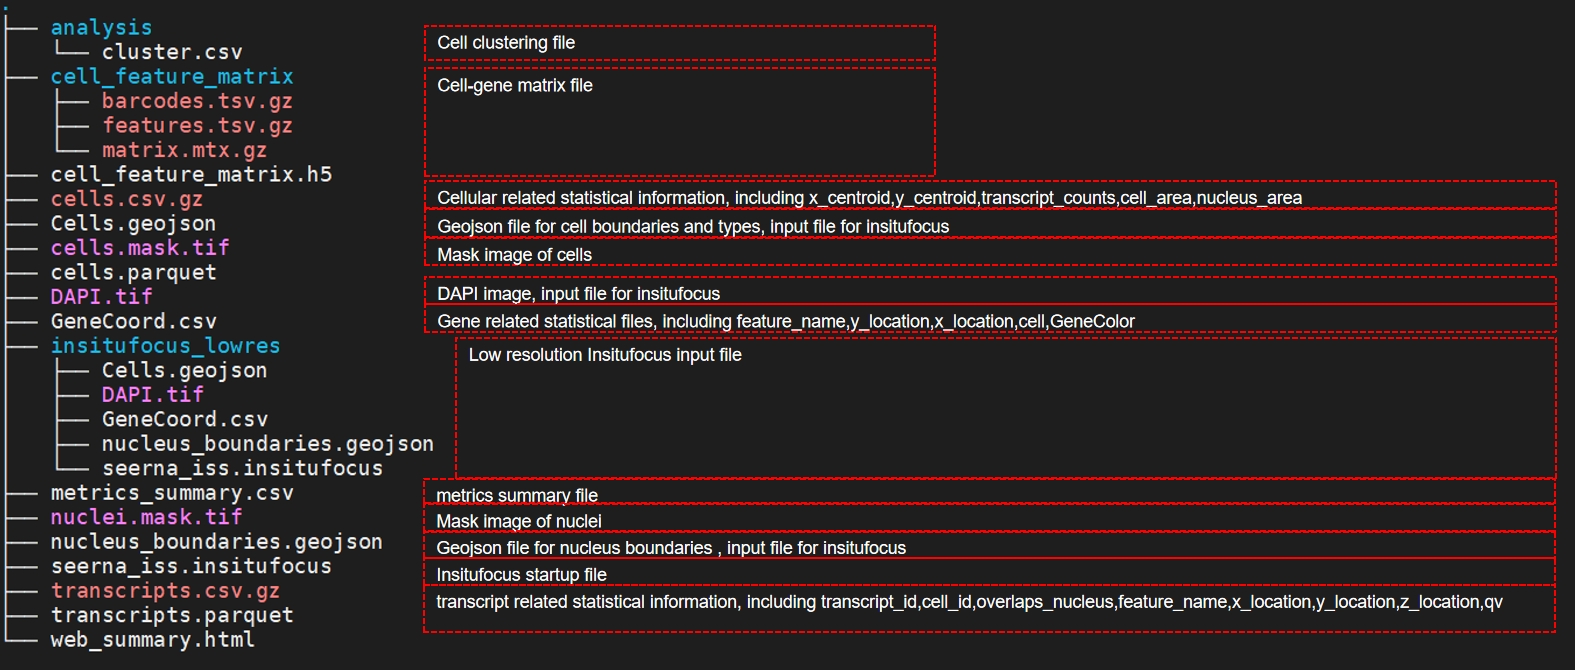 .
├── analysis
│   └── cluster.csv
Cell clustering file
├── cell_feature_matrix
Cell-gene matrix file
│   ├── barcodes.tsv.gz
│   ├── features.tsv.gz
│   └── matrix.mtx.gz
├── cell_feature_matrix.h5
├── cells.csv.gz
Cellular related statistical information, including x_centroid,y_centroid,transcript_counts,cell_area,nucleus_area
├── Cells.geojson
Geojson file for cell boundaries and types, input file for insitufocus
├── cells.mask.tif
Mask image of cells
├── cells.parquet
├── DAPI.tif
DAPI image, input file for insitufocus
├── GeneCoord.csv
Gene related statistical files, including feature_name,y_location,x_location,cell,GeneColor
├── insitufocus_lowres
Low resolution Insitufocus input file
│   ├── Cells.geojson
│   ├── DAPI.tif
│   ├── GeneCoord.csv
│   ├── nucleus_boundaries.geojson
│   └── seerna_iss.insitufocus
├── metrics_summary.csv
metrics summary file
├── nuclei.mask.tif
Mask image of nuclei
├── nucleus_boundaries.geojson
Geojson file for nucleus boundaries , input file for insitufocus
├── seerna_iss.insitufocus
Insitufocus startup file
├── transcripts.csv.gz
transcript related statistical information, including transcript_id,cell_id,overlaps_nucleus,feature_name,x_location,y_location,z_location,qv
├── transcripts.parquet
└── web_summary.html